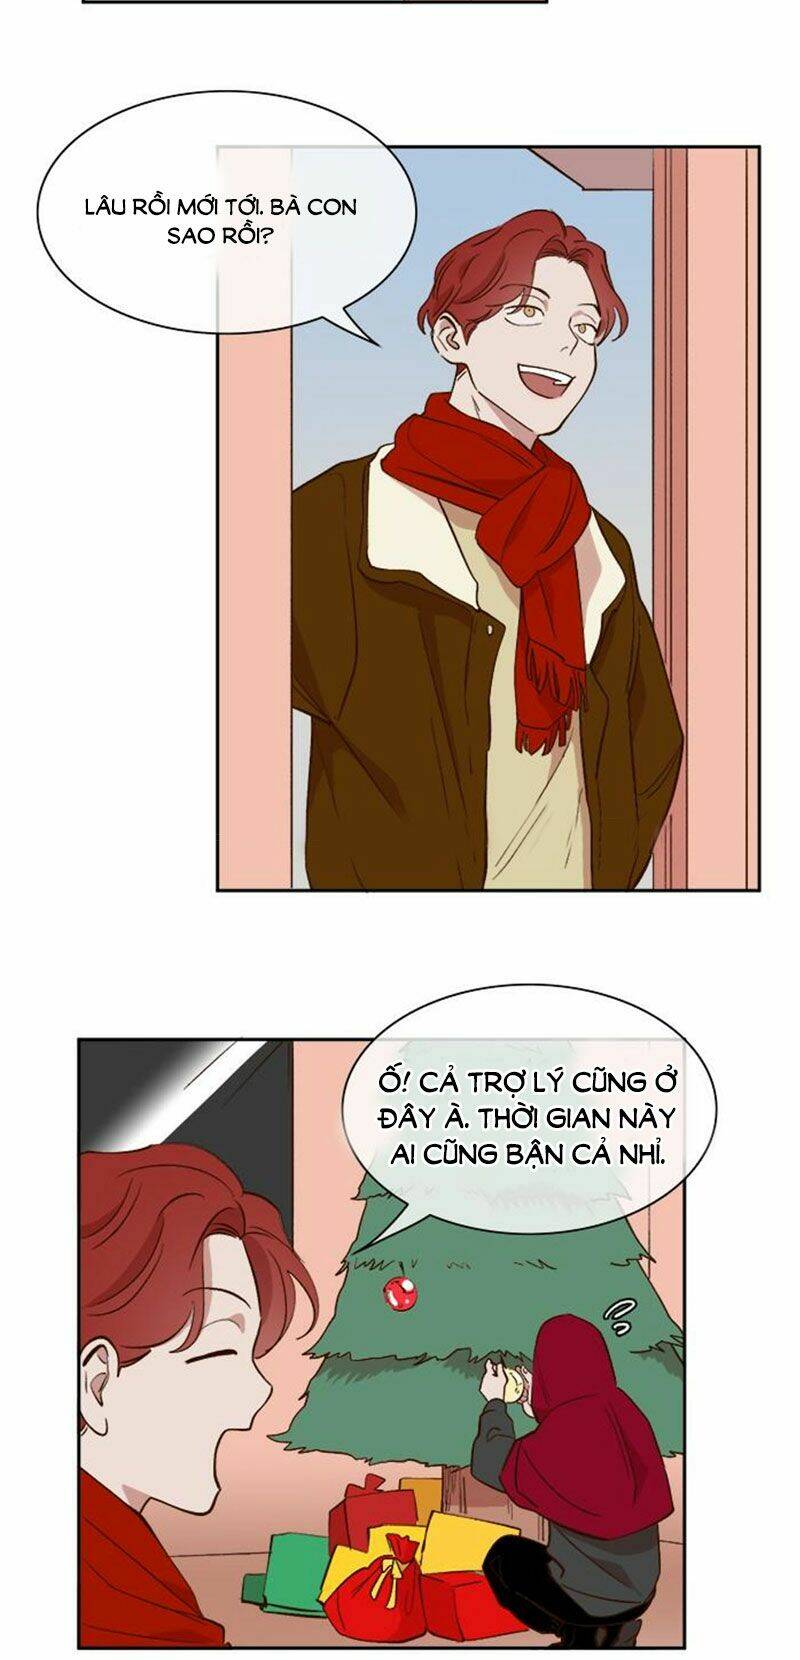 LÂU RỒI MỚI TỚI. BÀ CON
SAO RỒI?
Ố! CẢ TRỢ LÝ CŨNG Ở
ĐÂY À. THỜI GIAN NÀY
AI CŨNG BẬN CẢ NHỈ.